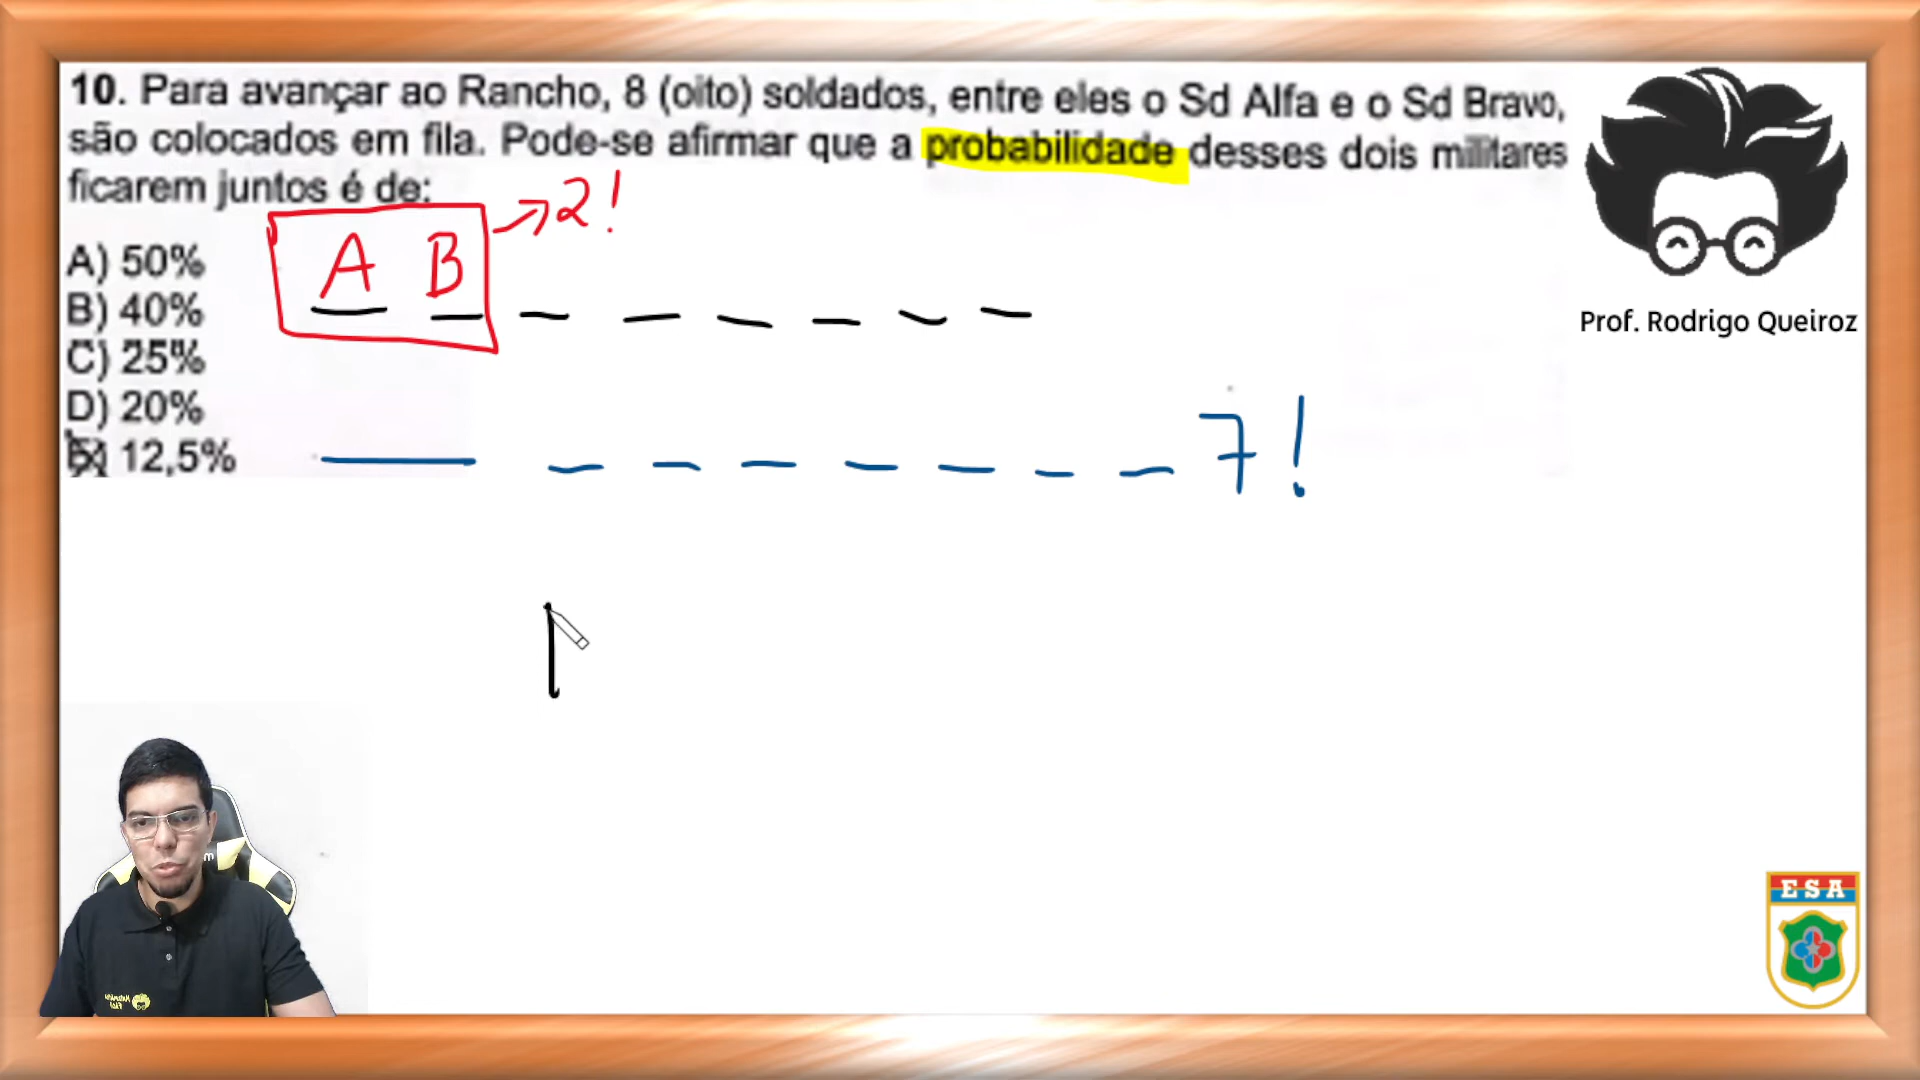 10. Para avançar ao Rancho, 8 (oito) soldados, entre eles o Sd Alfa e o Sd Bravo,
são colocados em fila. Pode-se afirmar que a probabilidade desses dois militares
ficarem juntos é de:
A) 50%
B) 40%
C) 25%
D) 20%
E) 12,5%
A B → 2!
7!
Prof. Rodrigo Queiroz
ESA